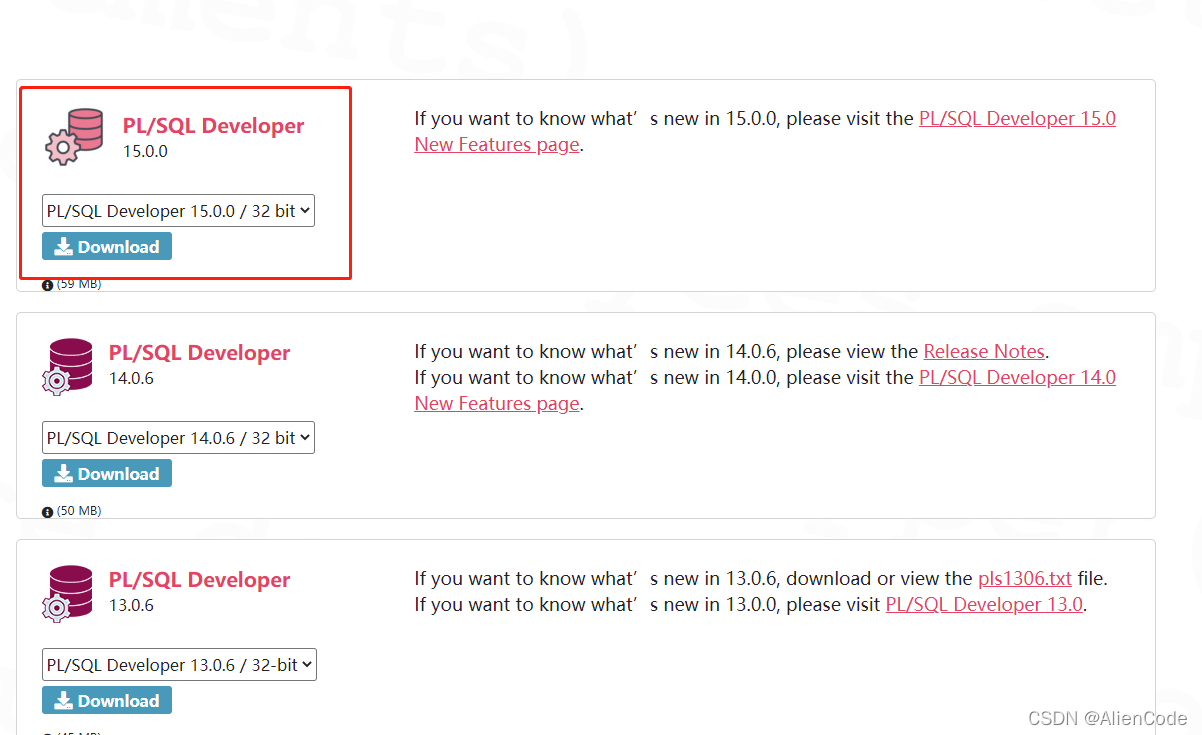 PL/SQL Developer
15.0.0
PL/SQL Developer 15.0.0 / 32 bit
Download
(59 MB)
If you want to know what’s new in 15.0.0, please visit the PL/SQL Developer 15.0
New Features page.
PL/SQL Developer
14.0.6
PL/SQL Developer 14.0.6 / 32 bit
Download
(50 MB)
If you want to know what’s new in 14.0.6, please view the Release Notes.
If you want to know what’s new in 14.0.0, please visit the PL/SQL Developer 14.0
New Features page.
PL/SQL Developer
13.0.6
PL/SQL Developer 13.0.6 / 32-bit
Download
If you want to know what’s new in 13.0.6, download or view the pls1306.txt file.
If you want to know what’s new in 13.0.0, please visit PL/SQL Developer 13.0.
CSDN @AlienCode